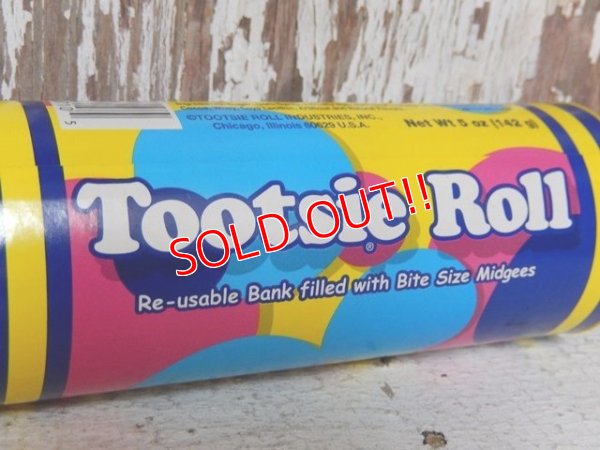 ©TOOTSIE ROLL INDUSTRIES, INC.,
Chicago, Illinois 60629 U.S.A.
Net Wt 5 oz (142 g)
Tootsie Roll
®
SOLD OUT!!
Re-usable Bank filled with Bite Size Midgees